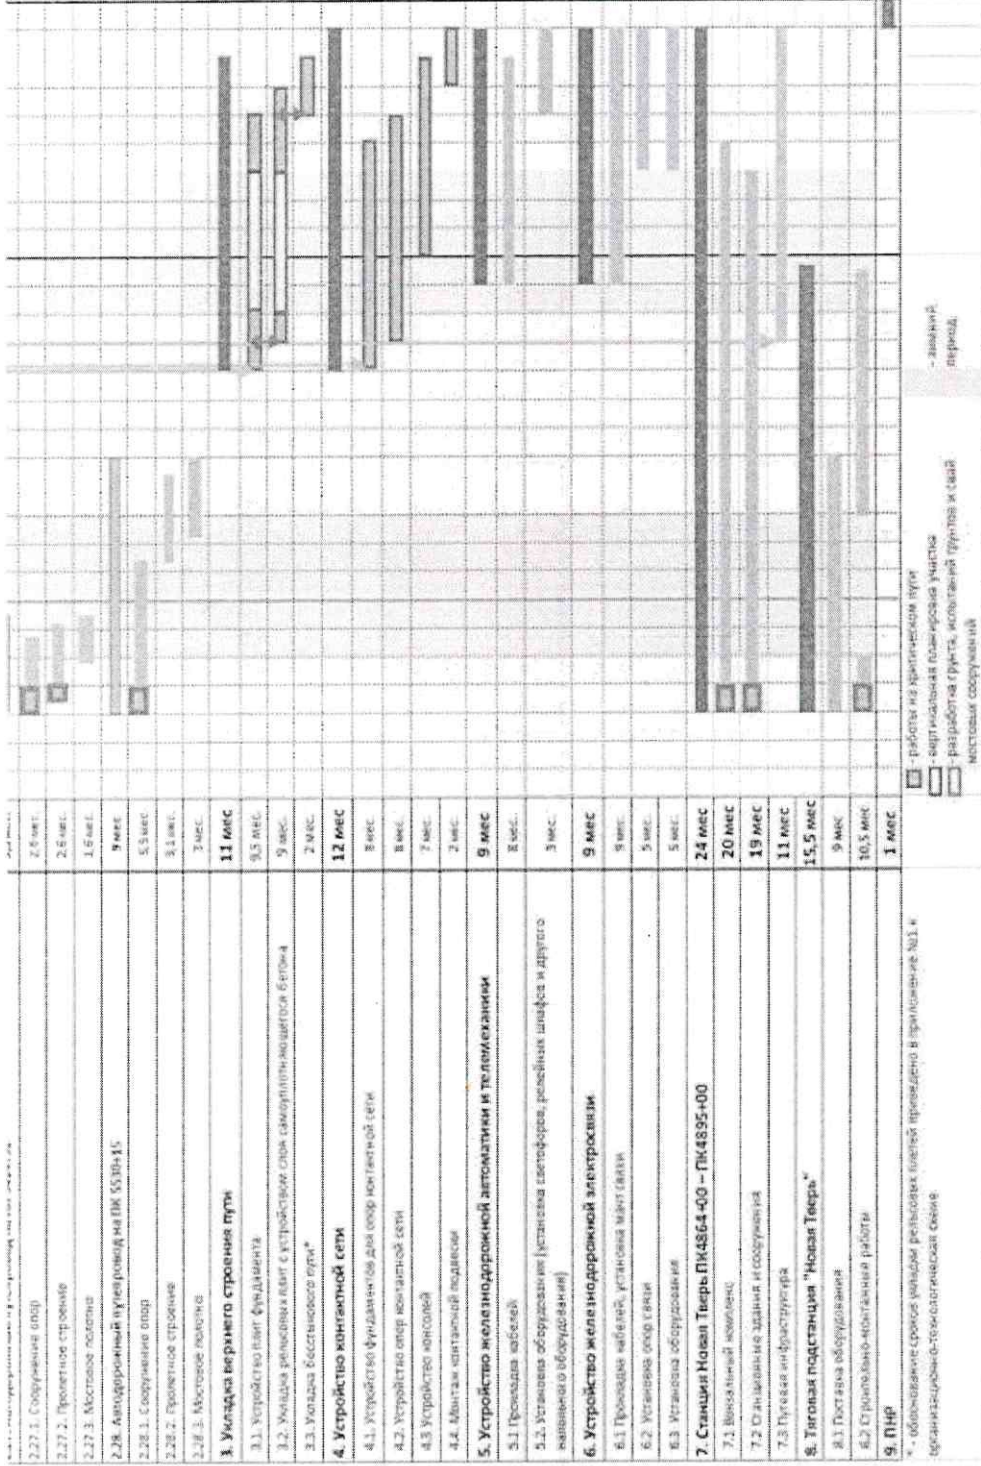 2.27.1. Сооружение опор 2,6 мес.
2.27.2. Пролетное строение 2,6 мес.
2.27.3. Мостовое полотно 1,6 мес.
2.28. Автодорожный путепровод на ПК 5530+15 9 мес
2.28.1. Сооружение опор 5,5 мес
2.28.2. Пролетное строение 3,1 мес.
2.28.3. Мостовое полотно 3 мес.
3. Укладка верхнего строения пути 11 мес
3.1. Устройство плит фундамента 9,5 мес.
3.2. Укладка рельсовых плит с устройством слоя самоуплотняющегося бетона 9 мес.
3.3. Укладка бесстыкового пути* 2 мес.
4. Устройство контактной сети 12 мес
4.1. Устройство фундаментов для опор контактной сети 8 мес.
4.2. Устройство опор контактной сети 8 мес.
4.3 Устройство консолей 7 мес.
4.4. Монтаж контактной подвески 2 мес.
5. Устройство железнодорожной автоматики и телемеханики 9 мес
5.1 Прокладка кабелей 8 мес.
5.2. Установка оборудования (установка светофоров, релейных шкафов и другого 3 мес.
напольного оборудования)
6. Устройство железнодорожной электросвязи 9 мес
6.1 Прокладка кабелей, установка мачт связи 9 мес.
6.2 Установка опор связи 5 мес
6.3 Установка оборудования 5 мес
7. Станция Новая Тверь ПК4864+00 – ПК4895+00 24 мес
7.1 Вокзальный комплекс 20 мес
7.2 Станционные здания и сооружения 19 мес
7.3 Путевая инфраструктура 11 мес
8. Тяговая подстанция "Новая Тверь" 15,5 мес
8.1 Поставка оборудования 9 мес
8.2 Строительно-монтажные работы 10,5 мес
9. ПНР 1 мес
* - обоснование сроков укладки рельсовых плетей приведено в приложение №1 к
организационно-технологическая схеме.
- работы на критическом пути
- вертикальная планировка участка
- разработка грунта, испытаний грунтов и свай
мостовых сооружений
- зимний
период.